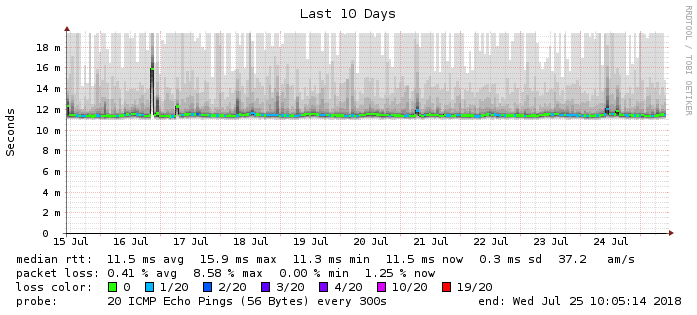 Last 10 Days
RRDTOOL / TOBI OETIKER
Seconds
18 m
16 m
14 m
12 m
10 m
8 m
6 m
4 m
2 m
0
15 Jul 16 Jul 17 Jul 18 Jul 19 Jul 20 Jul 21 Jul 22 Jul 23 Jul 24 Jul
median rtt: 11.5 ms avg 15.9 ms max 11.3 ms min 11.5 ms now 0.3 ms sd 37.2 am/s
packet loss: 0.41 % avg 8.58 % max 0.00 % min 1.25 % now
loss color: 0 1/20 2/20 3/20 4/20 10/20 19/20
probe: 20 ICMP Echo Pings (56 Bytes) every 300s end: Wed Jul 25 10:05:14 2018